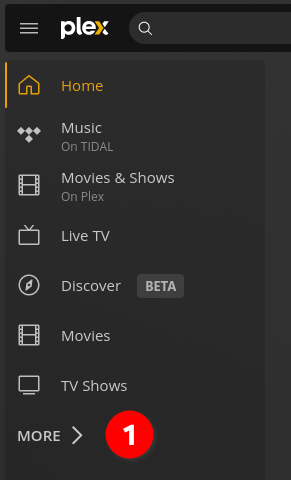 plex
Home
Music
On TIDAL
Movies & Shows
On Plex
Live TV
Discover BETA
Movies
TV Shows
MORE 1